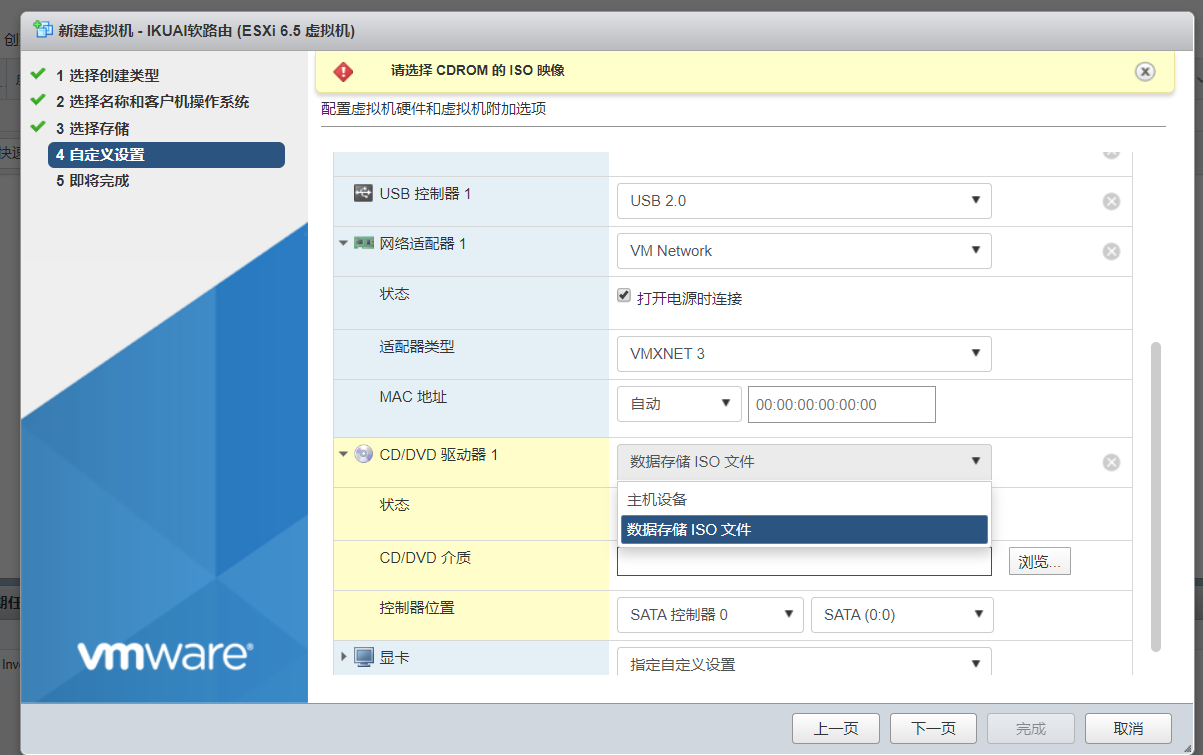 新建虚拟机 - IKUAI软路由 (ESXi 6.5 虚拟机)
创
1 选择创建类型
2 选择名称和客户机操作系统
3 选择存储
4 自定义设置
5 即将完成
快速
请选择 CDROM 的 ISO 映像
配置虚拟机硬件和虚拟机附加选项
USB 控制器 1
USB 2.0
网络适配器 1
VM Network
状态
打开电源时连接
适配器类型
VMXNET 3
MAC 地址
自动
00:00:00:00:00:00
CD/DVD 驱动器 1
数据存储 ISO 文件
主机设备
数据存储 ISO 文件
状态
CD/DVD 介质
浏览...
控制器位置
SATA 控制器 0
SATA (0:0)
显卡
指定自定义设置
期任
Inv
vmware®
上一页
下一页
完成
取消